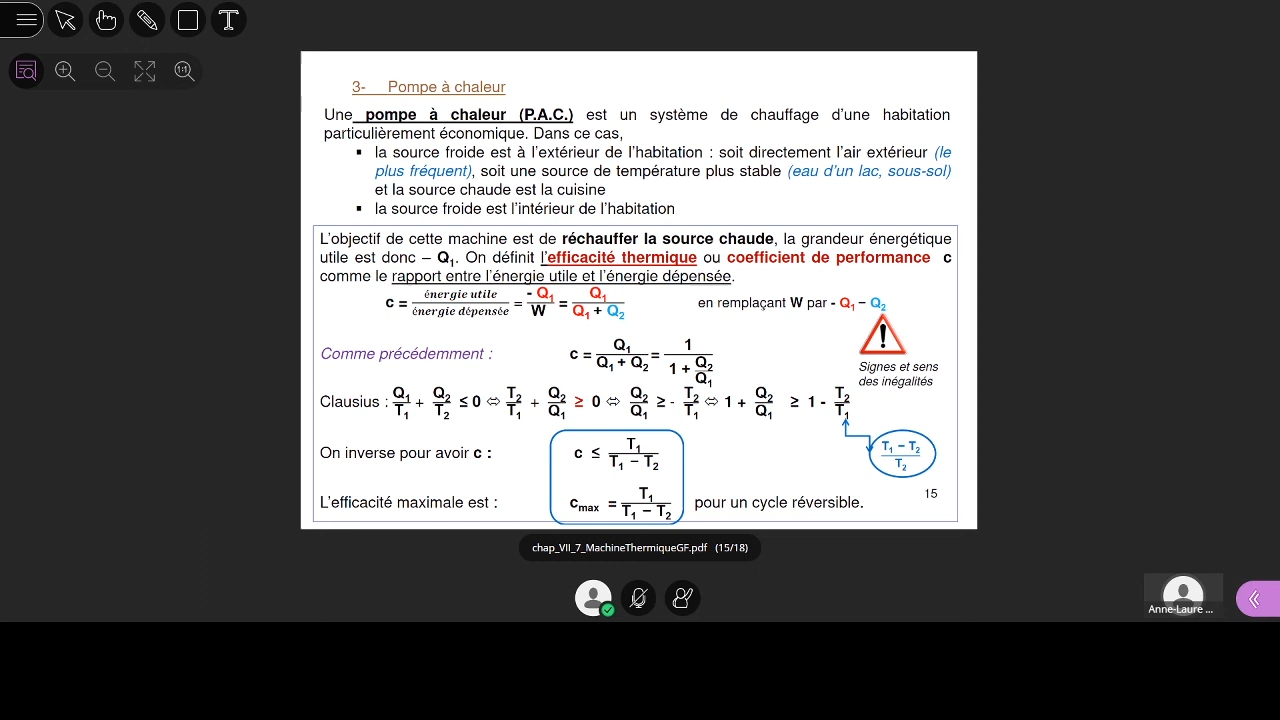 T
1:1
3- Pompe à chaleur
Une pompe à chaleur (P.A.C.) est un système de chauffage d'une habitation
particulièrement économique. Dans ce cas,
▪ la source froide est à l'extérieur de l'habitation : soit directement l'air extérieur (le
plus fréquent), soit une source de température plus stable (eau d'un lac, sous-sol)
et la source chaude est la cuisine
▪ la source froide est l'intérieur de l'habitation
L'objectif de cette machine est de réchauffer la source chaude, la grandeur énergétique
utile est donc – Q₁. On définit l'efficacité thermique ou coefficient de performance c
comme le rapport entre l'énergie utile et l'énergie dépensée.
c = énergie utile / énergie dépensée = - Q₁ / W = Q₁ / Q₁ + Q₂ en remplaçant W par - Q₁ – Q₂
Comme précédemment : c = Q₁ / Q₁ + Q₂ = 1 / 1 + Q₂ / Q₁
!
Signes et sens
des inégalités
Clausius : Q₁/T₁ + Q₂/T₂ ≤ 0 ⇔ T₂/T₁ + Q₂/Q₁ ≥ 0 ⇔ Q₂/Q₁ ≥ - T₂/T₁ ⇔ 1 + Q₂/Q₁ ≥ 1 - T₂/T₁
On inverse pour avoir c : c ≤ T₁ / T₁ – T₂
T₁ – T₂ / T₂
L'efficacité maximale est : cmax = T₁ / T₁ – T₂ pour un cycle réversible.
15
chap_VII_7_MachineThermiqueGF.pdf (15/18)
Anne-Laure ...